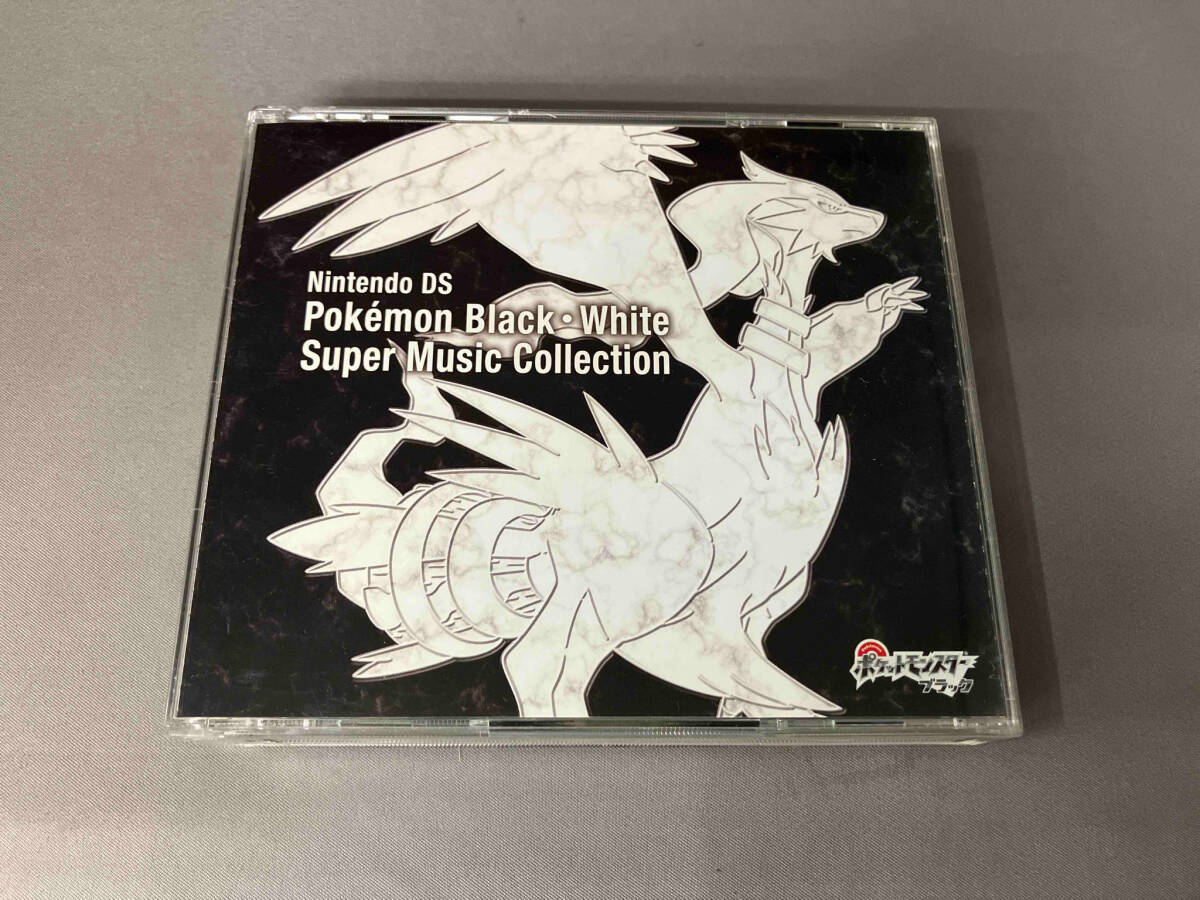 Nintendo DS
Pokémon Black・White
Super Music Collection
ポケットモンスター
ブラック